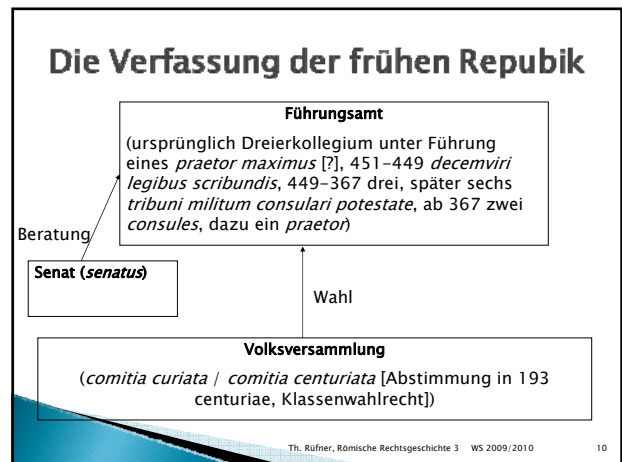 Die Verfassung der frühen Repubik
Führungsamt
(ursprünglich Dreierkollegium unter Führung
eines praetor maximus [?], 451–449 decemviri
legibus scribundis, 449–367 drei, später sechs
tribuni militum consulari potestate, ab 367 zwei
consules, dazu ein praetor)
Beratung
Senat (senatus)
Wahl
Volksversammlung
(comitia curiata / comitia centuriata [Abstimmung in 193
centuriae, Klassenwahlrecht])
Th. Rüfner, Römische Rechtsgeschichte 3 WS 2009/2010 10